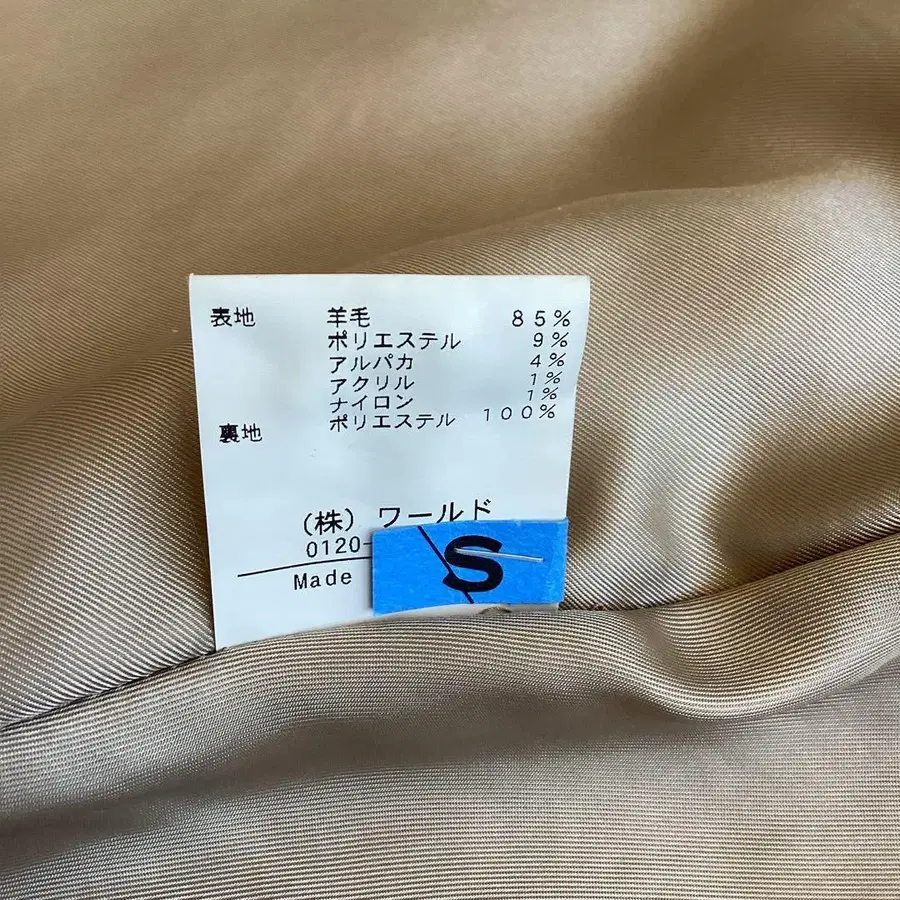 表地 羊毛 85%
ポリエステル 9%
アルパカ 4%
アクリル 1%
ナイロン 1%
裏地 ポリエステル 100%
(株) ワールド
0120-
Made
S